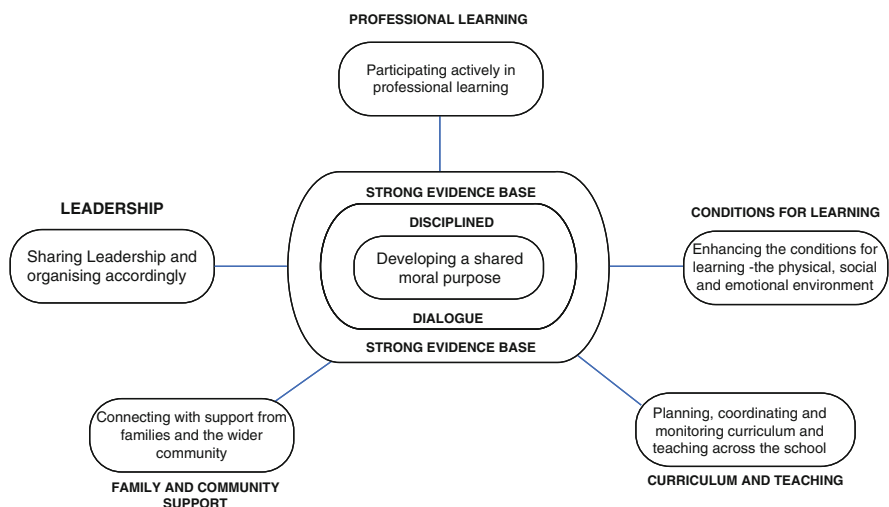 PROFESSIONAL LEARNING
Participating actively in
professional learning
LEADERSHIP
Sharing Leadership and
organising accordingly
STRONG EVIDENCE BASE
DISCIPLINED
Developing a shared
moral purpose
DIALOGUE
STRONG EVIDENCE BASE
CONDITIONS FOR LEARNING
Enhancing the conditions for
learning -the physical, social
and emotional environment
Connecting with support from
families and the wider
community
FAMILY AND COMMUNITY
SUPPORT
Planning, coordinating and
monitoring curriculum and
teaching across the school
CURRICULUM AND TEACHING